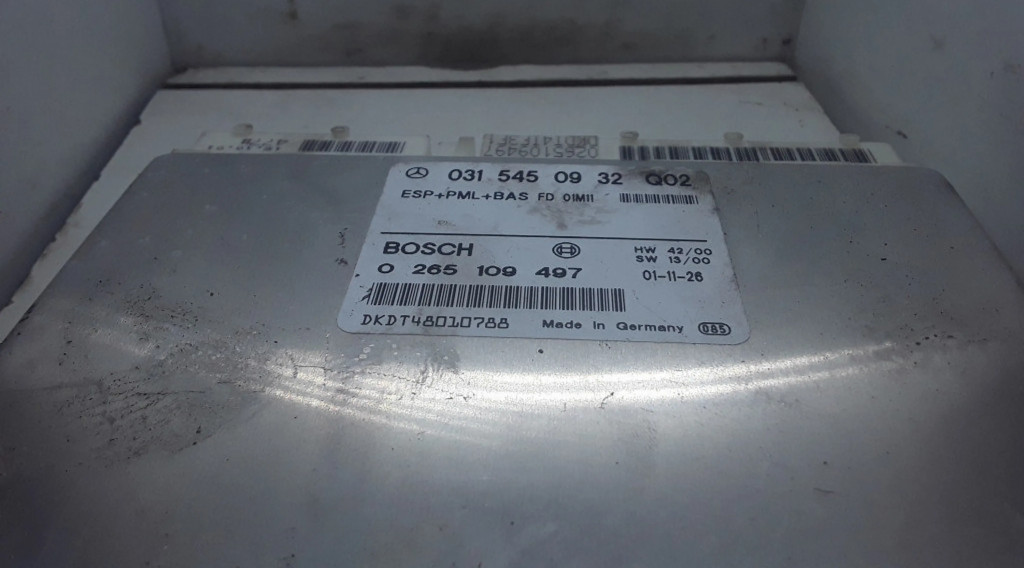 0265109497
031 545 09 32 Q02
ESP+PML+BAS FD 01M11
BOSCH
HW 42/00
SW 13/00
0 265 109 497
01-11-26
DKDT48010788 Made In Germany 085